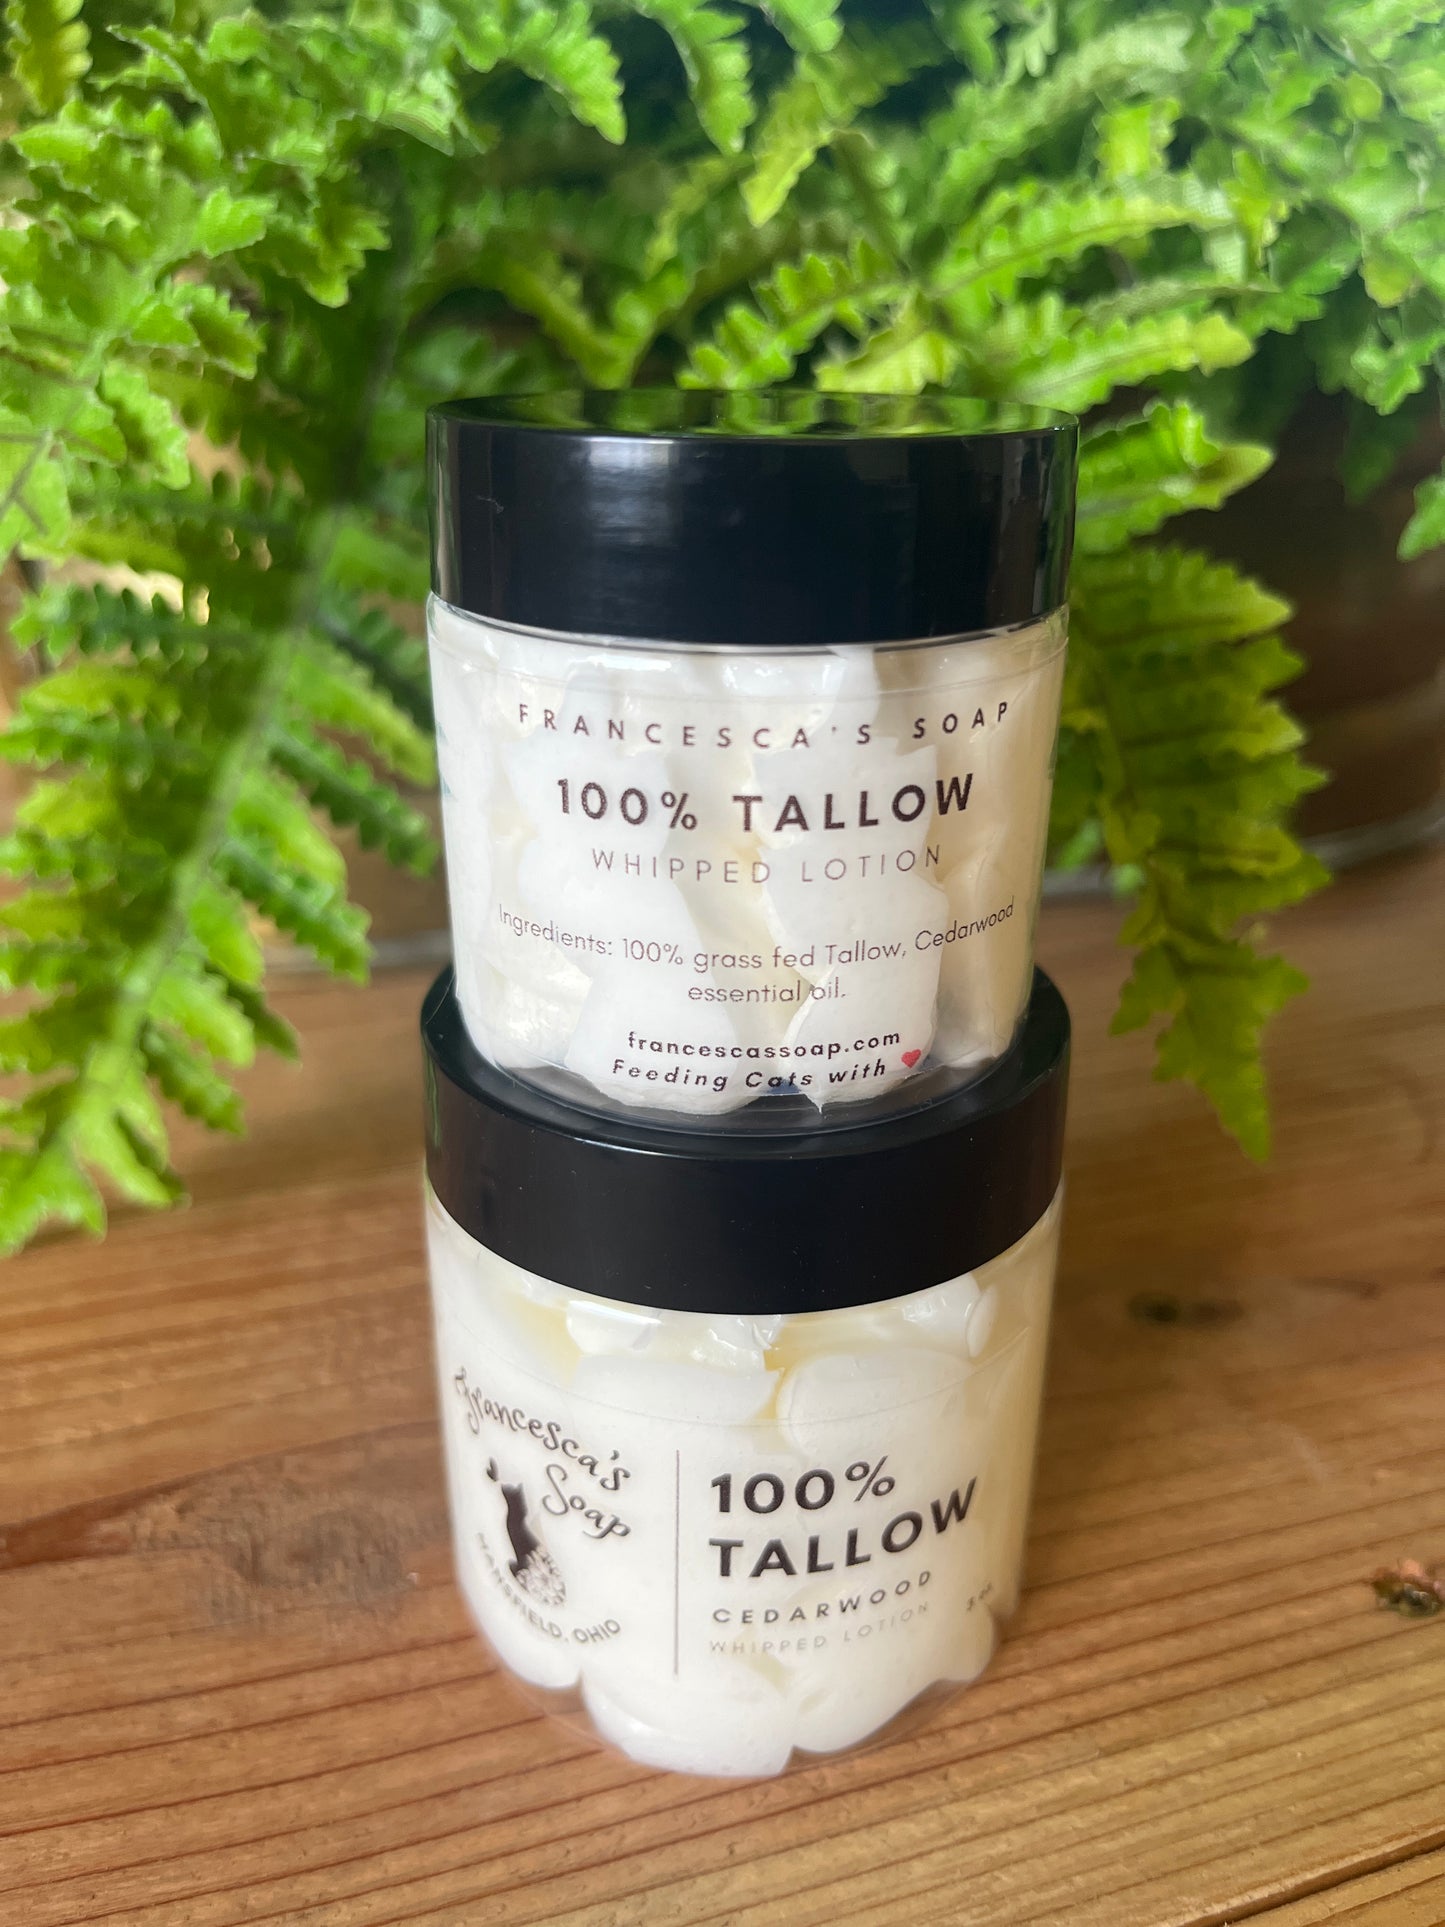 FRANCESCA'S SOAP
100% TALLOW
WHIPPED LOTION
Ingredients: 100% grass fed Tallow, Cedarwood
essential oil.
francescassoap.com
Feeding Cats with ❤
Francesca's
Soap
MANSFIELD, OHIO
100%
TALLOW
CEDARWOOD
WHIPPED LOTION
oz.